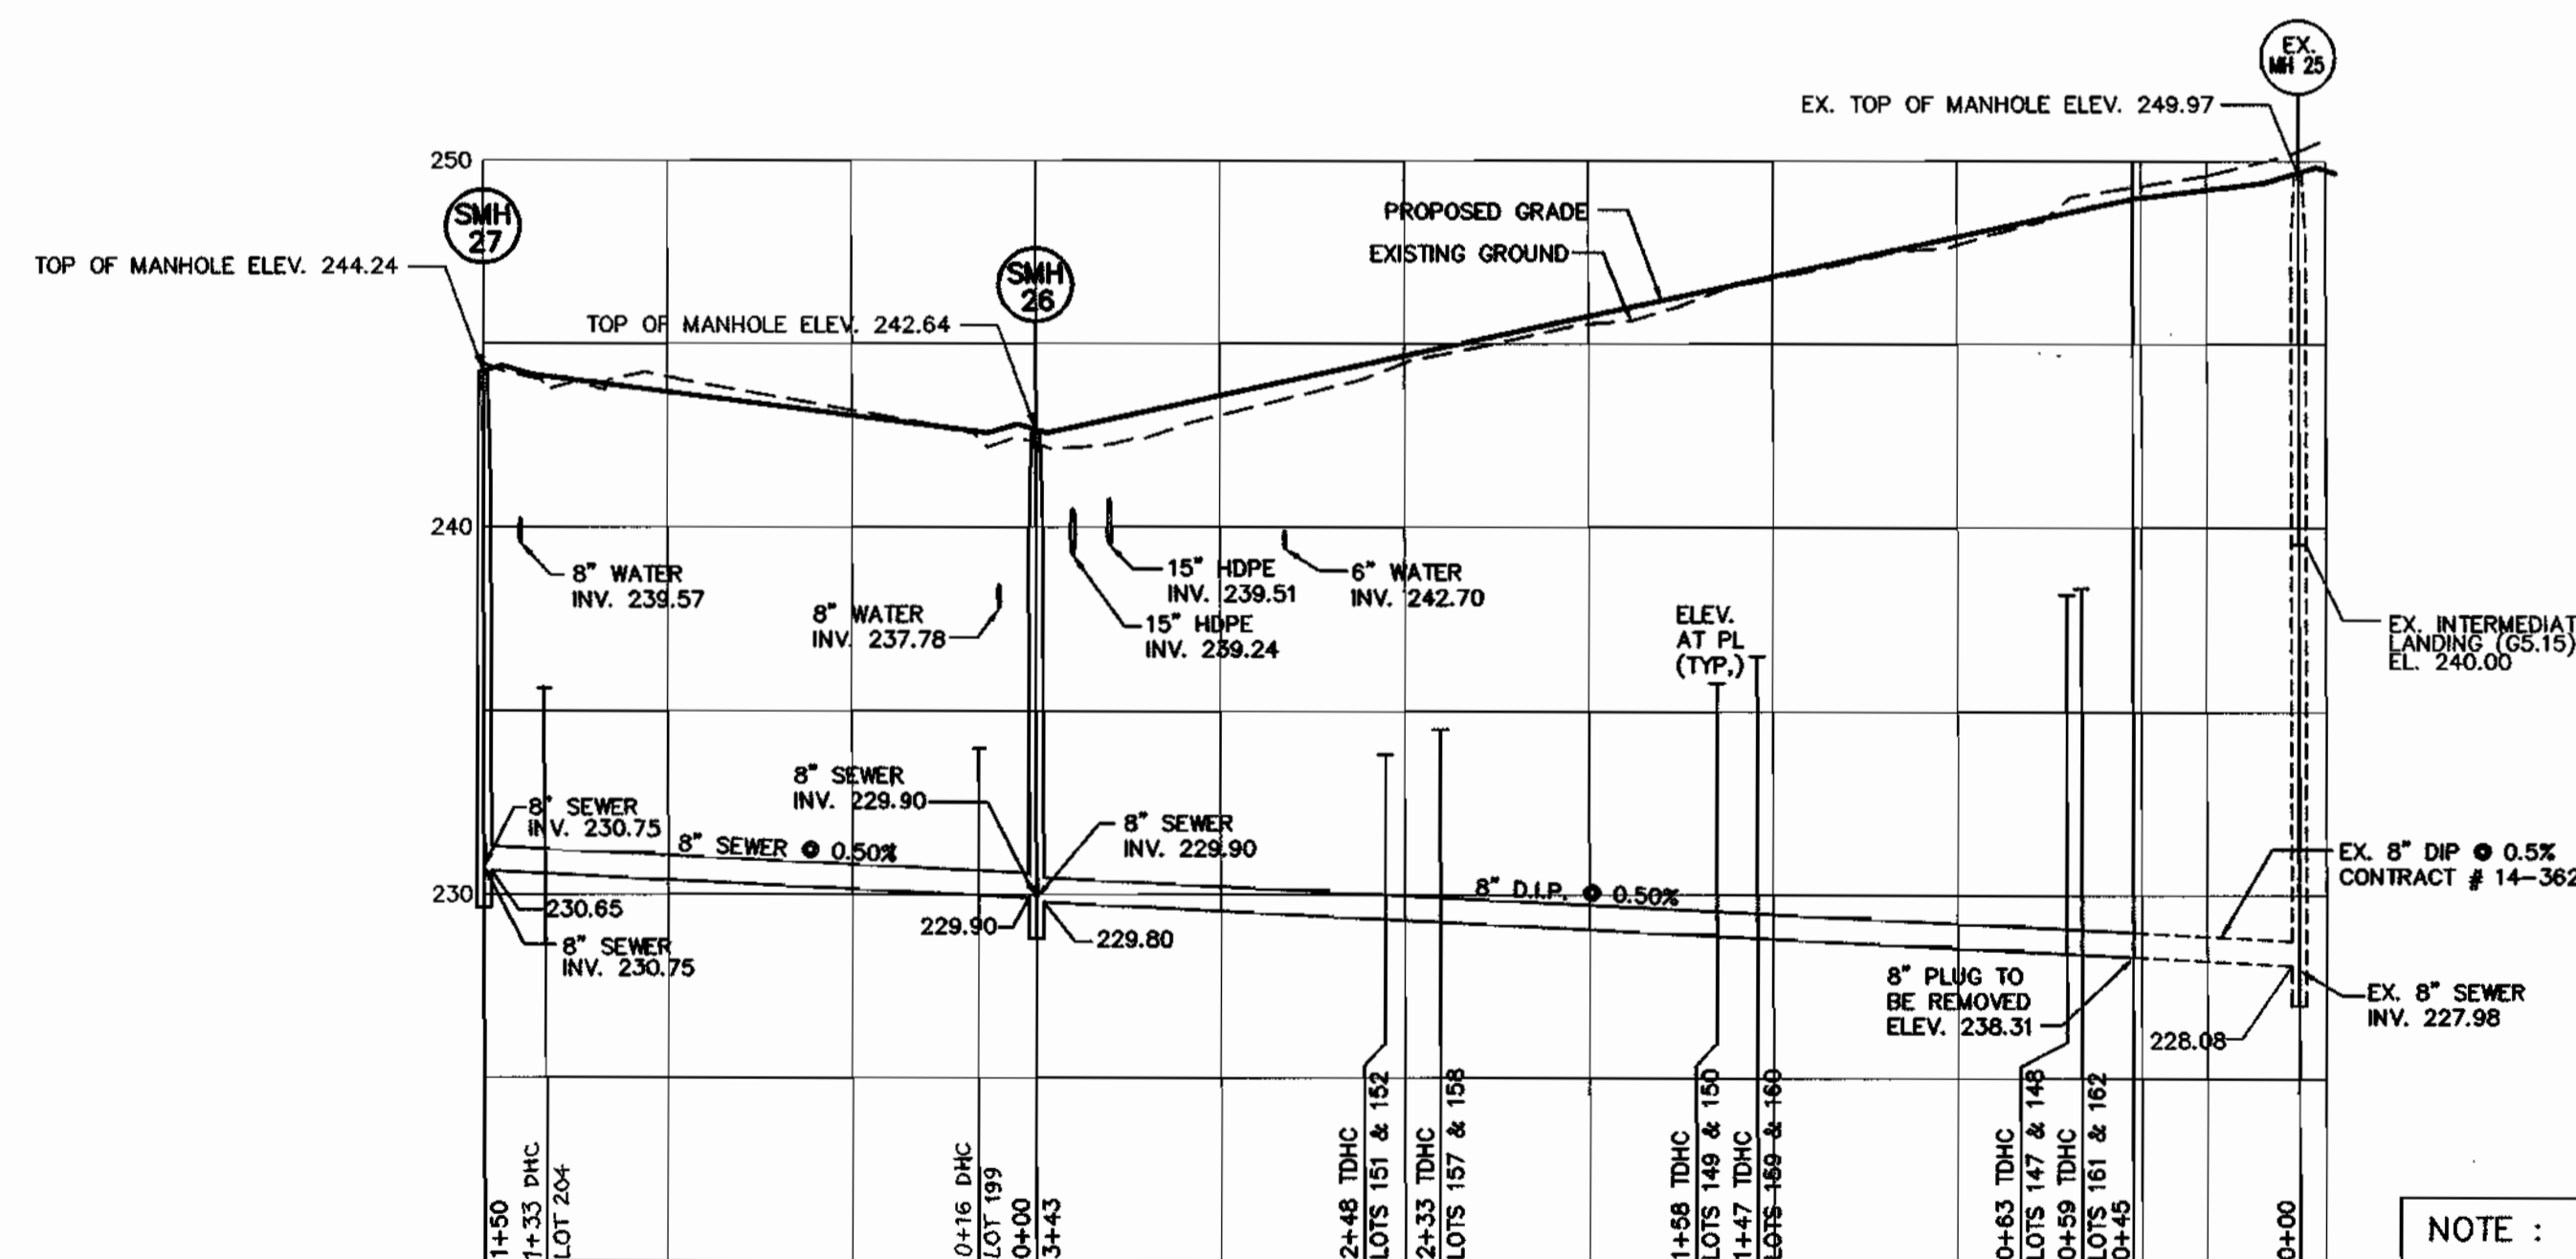 EX.
MH 25
EX. TOP OF MANHOLE ELEV. 249.97
250
SMH
27
PROPOSED GRADE
EXISTING GROUND
TOP OF MANHOLE ELEV. 244.24
SMH
26
TOP OF MANHOLE ELEV. 242.64
240
8" WATER
INV. 239.57
8" WATER
INV. 237.78
15" HDPE
INV. 239.51
15" HDPE
INV. 239.24
6" WATER
INV. 242.70
ELEV.
AT PL
(TYP.)
EX. INTERMEDIAT
LANDING (G5.15)
EL. 240.00
8" SEWER
INV. 230.75
8" SEWER @ 0.50%
8" SEWER
INV. 229.90
8" SEWER
INV. 229.90
8" D.I.P. @ 0.50%
EX. 8" DIP @ 0.5%
CONTRACT # 14-362
230
230.65
8" SEWER
INV. 230.75
229.90
229.80
8" PLUG TO
BE REMOVED
ELEV. 238.31
EX. 8" SEWER
INV. 227.98
228.08
1+50
1+33 DHC
LOT 204
0+16 DHC
LOT 199
0+00
3+43
2+48 TDHC
LOTS 151 & 152
2+33 TDHC
LOTS 157 & 158
1+58 TDHC
LOTS 149 & 150
1+47 TDHC
LOTS 159 & 160
0+63 TDHC
LOTS 147 & 148
0+59 TDHC
LOTS 161 & 162
0+45
0+00
NOTE :